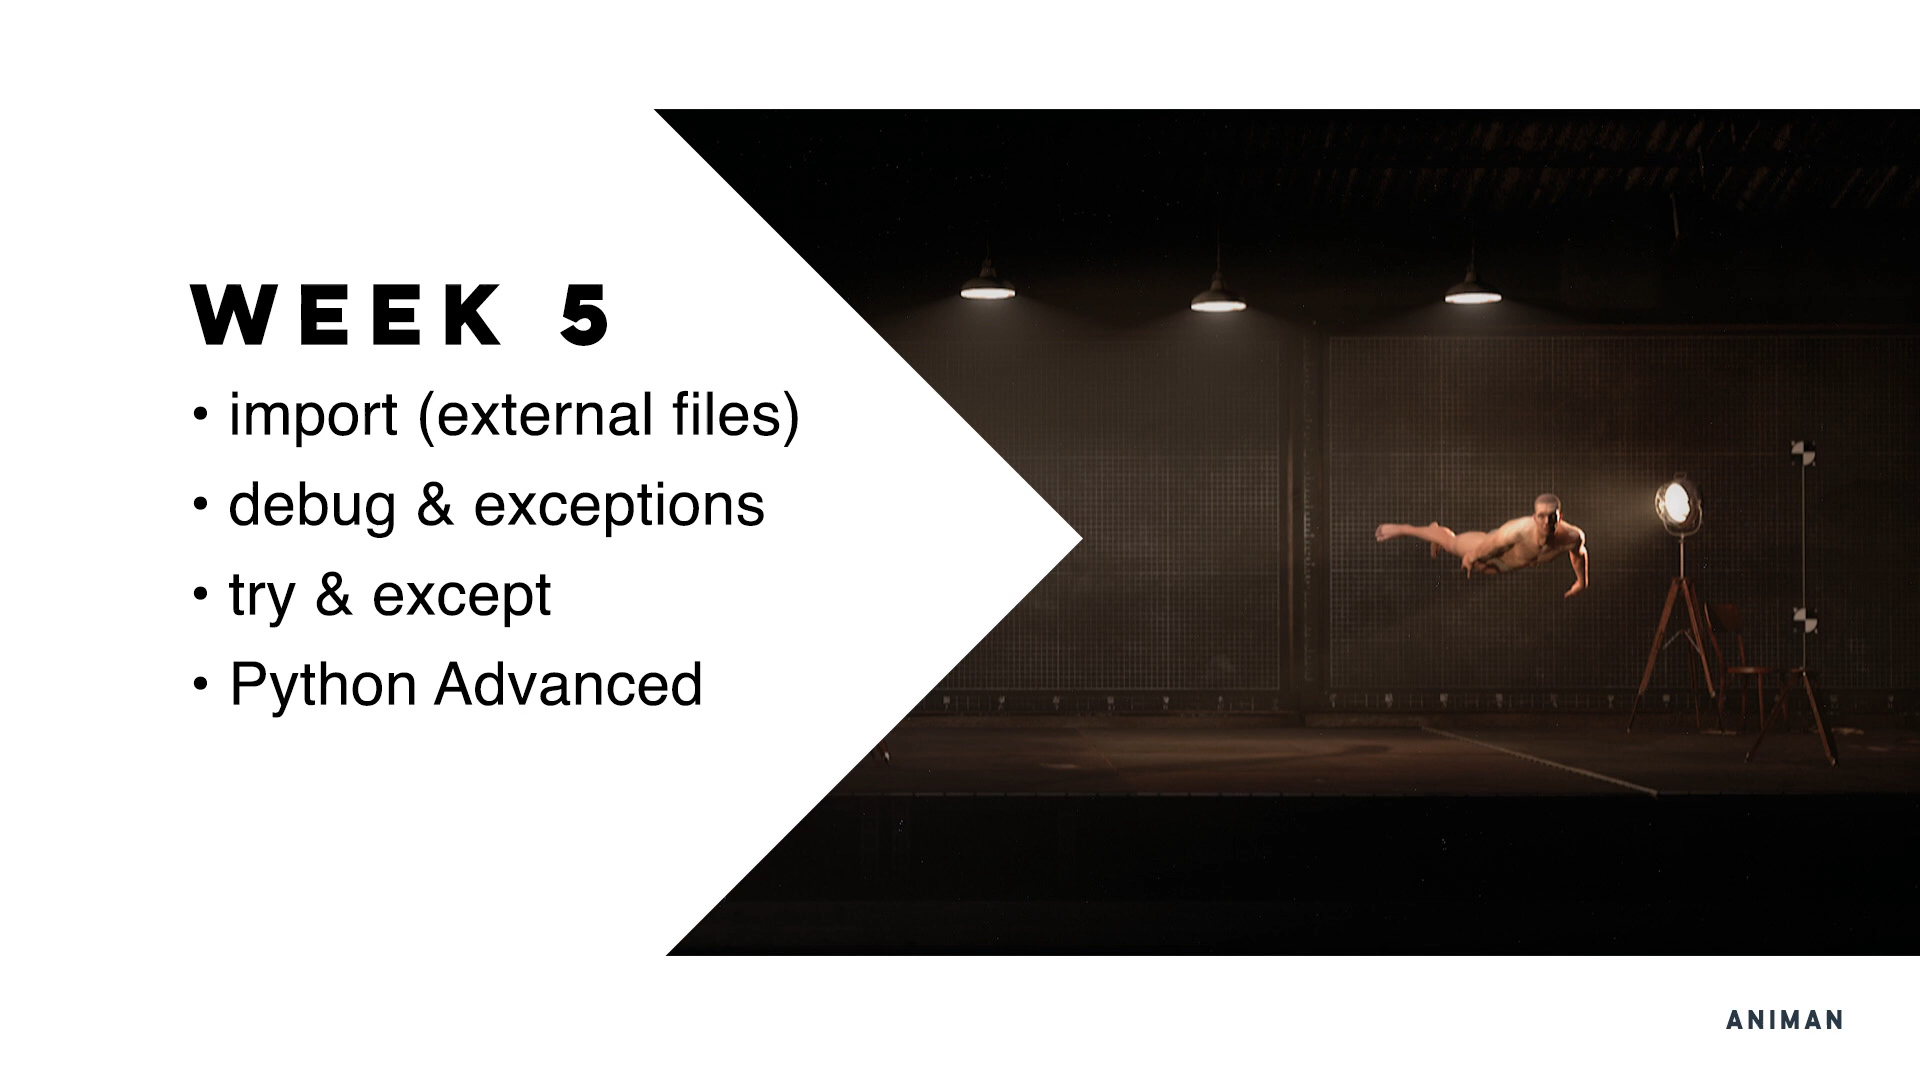 WEEK 5
• import (external files)
• debug & exceptions
• try & except
• Python Advanced
ANIMAN